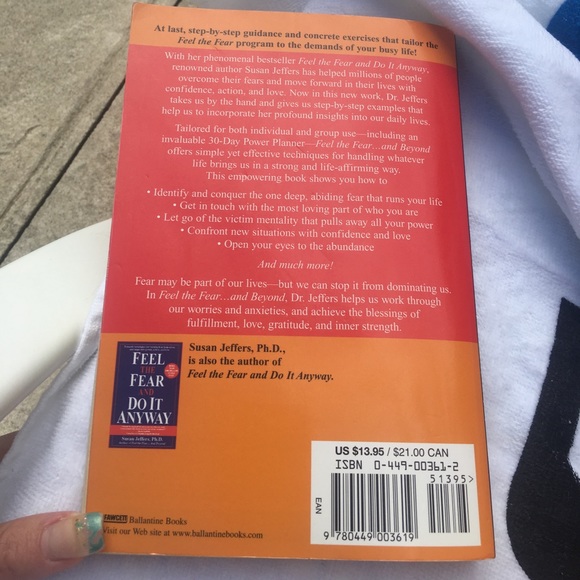 At last, step-by-step guidance and concrete exercises that tailor the
Feel the Fear program to the demands of your busy life!
With her phenomenal bestseller Feel the Fear and Do It Anyway,
renowned author Susan Jeffers has helped millions of people
overcome their fears and move forward in their lives with
confidence, action, and love. Now in this new work, Dr. Jeffers
takes us by the hand and gives us step-by-step examples that
help us to incorporate her profound insights into our daily lives.
Tailored for both individual and group use—including an
invaluable 30-Day Power Planner—Feel the Fear...and Beyond
offers simple yet effective techniques for handling whatever
life brings us in a strong and life-affirming way.
This empowering book shows you how to
• Identify and conquer the one deep, abiding fear that runs your life
• Get in touch with the most loving part of who you are
• Let go of the victim mentality that pulls away all your power
• Confront new situations with confidence and love
• Open your eyes to the abundance
And much more!
Fear may be part of our lives—but we can stop it from dominating us.
In Feel the Fear...and Beyond, Dr. Jeffers helps us work through
our worries and anxieties, and achieve the blessings of
fulfillment, love, gratitude, and inner strength.
Susan Jeffers, Ph.D.,
is also the author of
Feel the Fear and Do It Anyway.
FEEL
THE
FEAR
AND
DO IT
ANYWAY
Susan Jeffers, Ph.D.
US $13.95 / $21.00 CAN
ISBN 0-449-00361-2
51395>
EAN
9 780449 003619
FAWCETT Ballantine Books
Visit our Web site at www.ballantinebooks.com